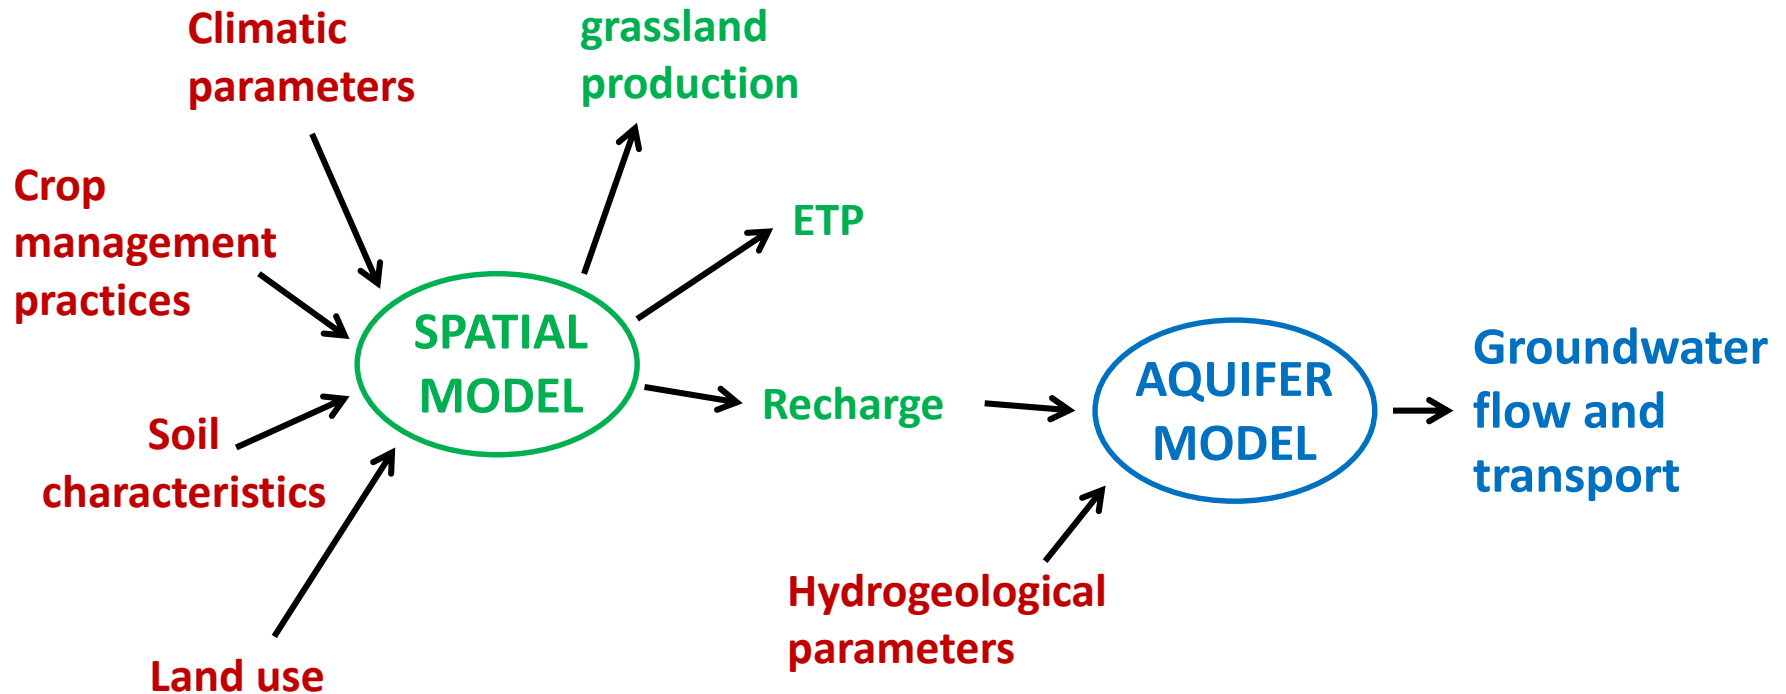 Climatic
parameters
grassland
production
Crop
management
practices
ETP
SPATIAL
MODEL
Soil
characteristics
Land use
Recharge
AQUIFER
MODEL
Groundwater
flow and
transport
Hydrogeological
parameters